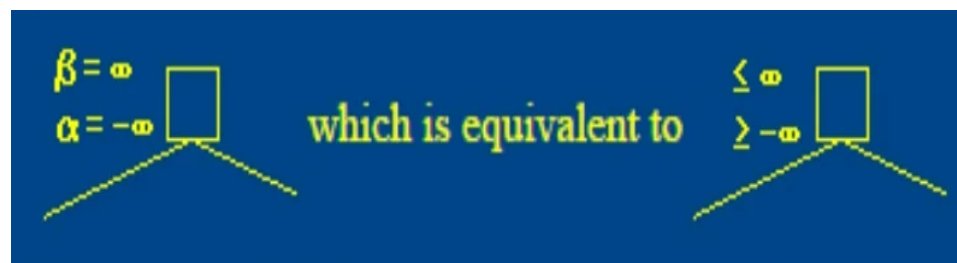 β = ∞
α = -∞
which is equivalent to
≤ ∞
≥ -∞